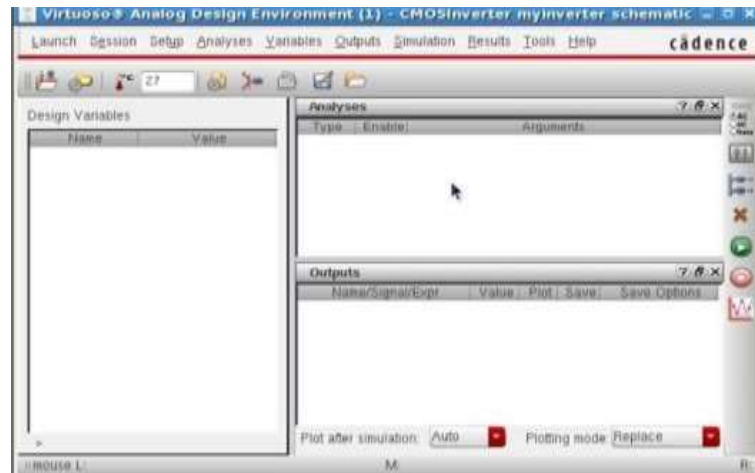 Virtuoso® Analog Design Environment (1) - CMOSInverter myinverter schematic
Launch Session Setup Analyses Variables Outputs Simulation Results Tools Help cādence
27
Design Variables
Name Value
Analyses
Type Enable Arguments
Outputs
Name/Signal/Expr Value Plot Save Save Options
Plot after simulation: Auto Plotting mode: Replace
>
mouse L: M: R: